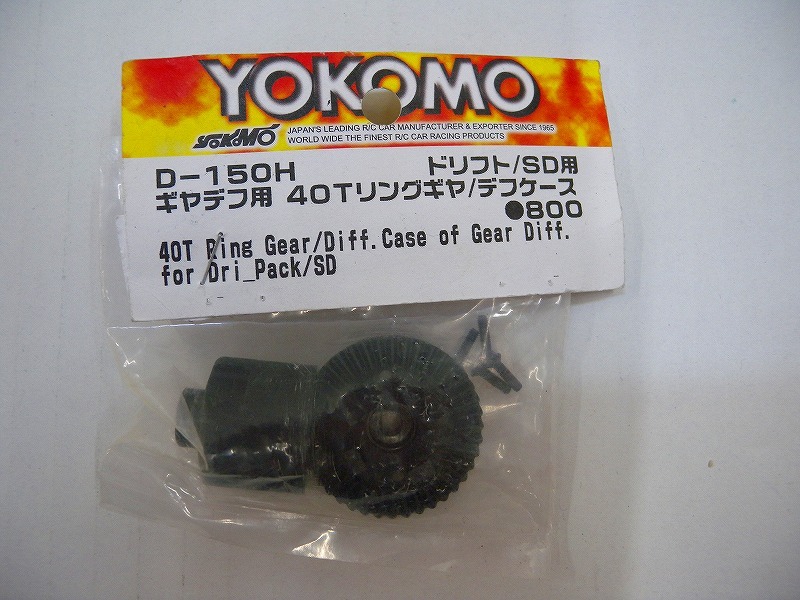 YOKOMO
YOKOMO JAPAN'S LEADING R/C CAR MANUFACTURER & EXPORTER SINCE 1965
WORLD WIDE THE FINEST R/C CAR RACING PRODUCTS
D-150H ドリフト/SD用
ギヤデフ用 40Tリングギヤ/デフケース
●800
40T Ring Gear/Diff.Case of Gear Diff.
for Dri_Pack/SD